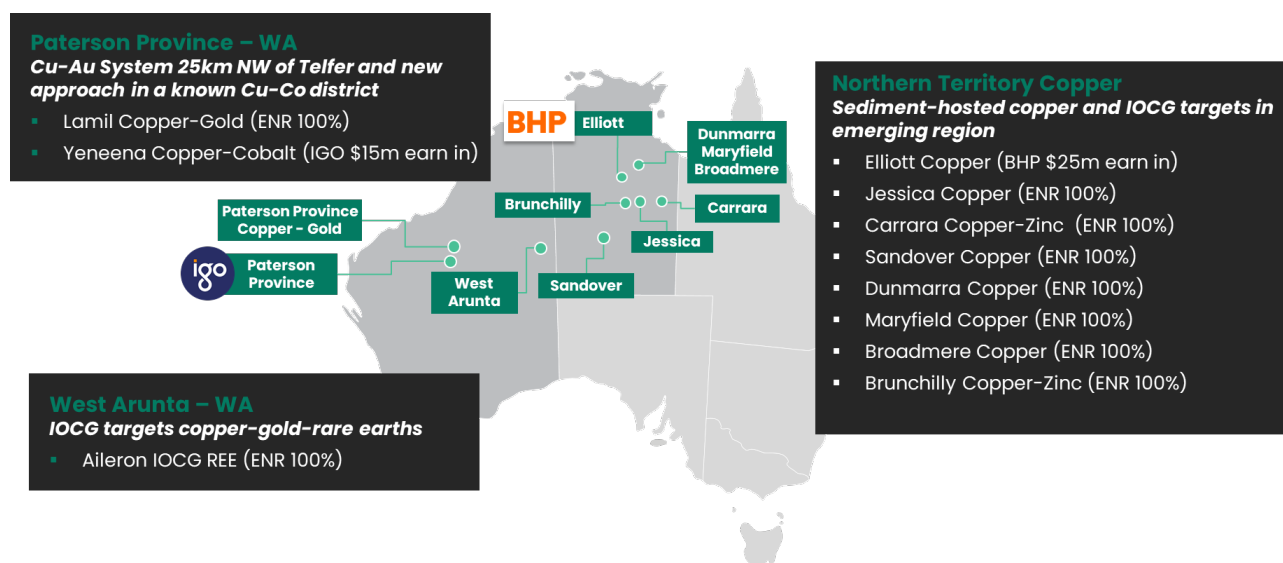 Paterson Province – WA
Cu-Au System 25km NW of Telfer and new
approach in a known Cu-Co district
▪ Lamil Copper-Gold (ENR 100%)
▪ Yeneena Copper-Cobalt (IGO $15m earn in)
BHP
Elliott
Dunmarra
Maryfield
Broadmere
Brunchilly
Carrara
Jessica
Paterson Province
Copper - Gold
igo
Paterson
Province
West
Arunta
Sandover
Northern Territory Copper
Sediment-hosted copper and IOCG targets in
emerging region
▪ Elliott Copper (BHP $25m earn in)
▪ Jessica Copper (ENR 100%)
▪ Carrara Copper-Zinc (ENR 100%)
▪ Sandover Copper (ENR 100%)
▪ Dunmarra Copper (ENR 100%)
▪ Maryfield Copper (ENR 100%)
▪ Broadmere Copper (ENR 100%)
▪ Brunchilly Copper-Zinc (ENR 100%)
West Arunta – WA
IOCG targets copper-gold-rare earths
▪ Aileron IOCG REE (ENR 100%)